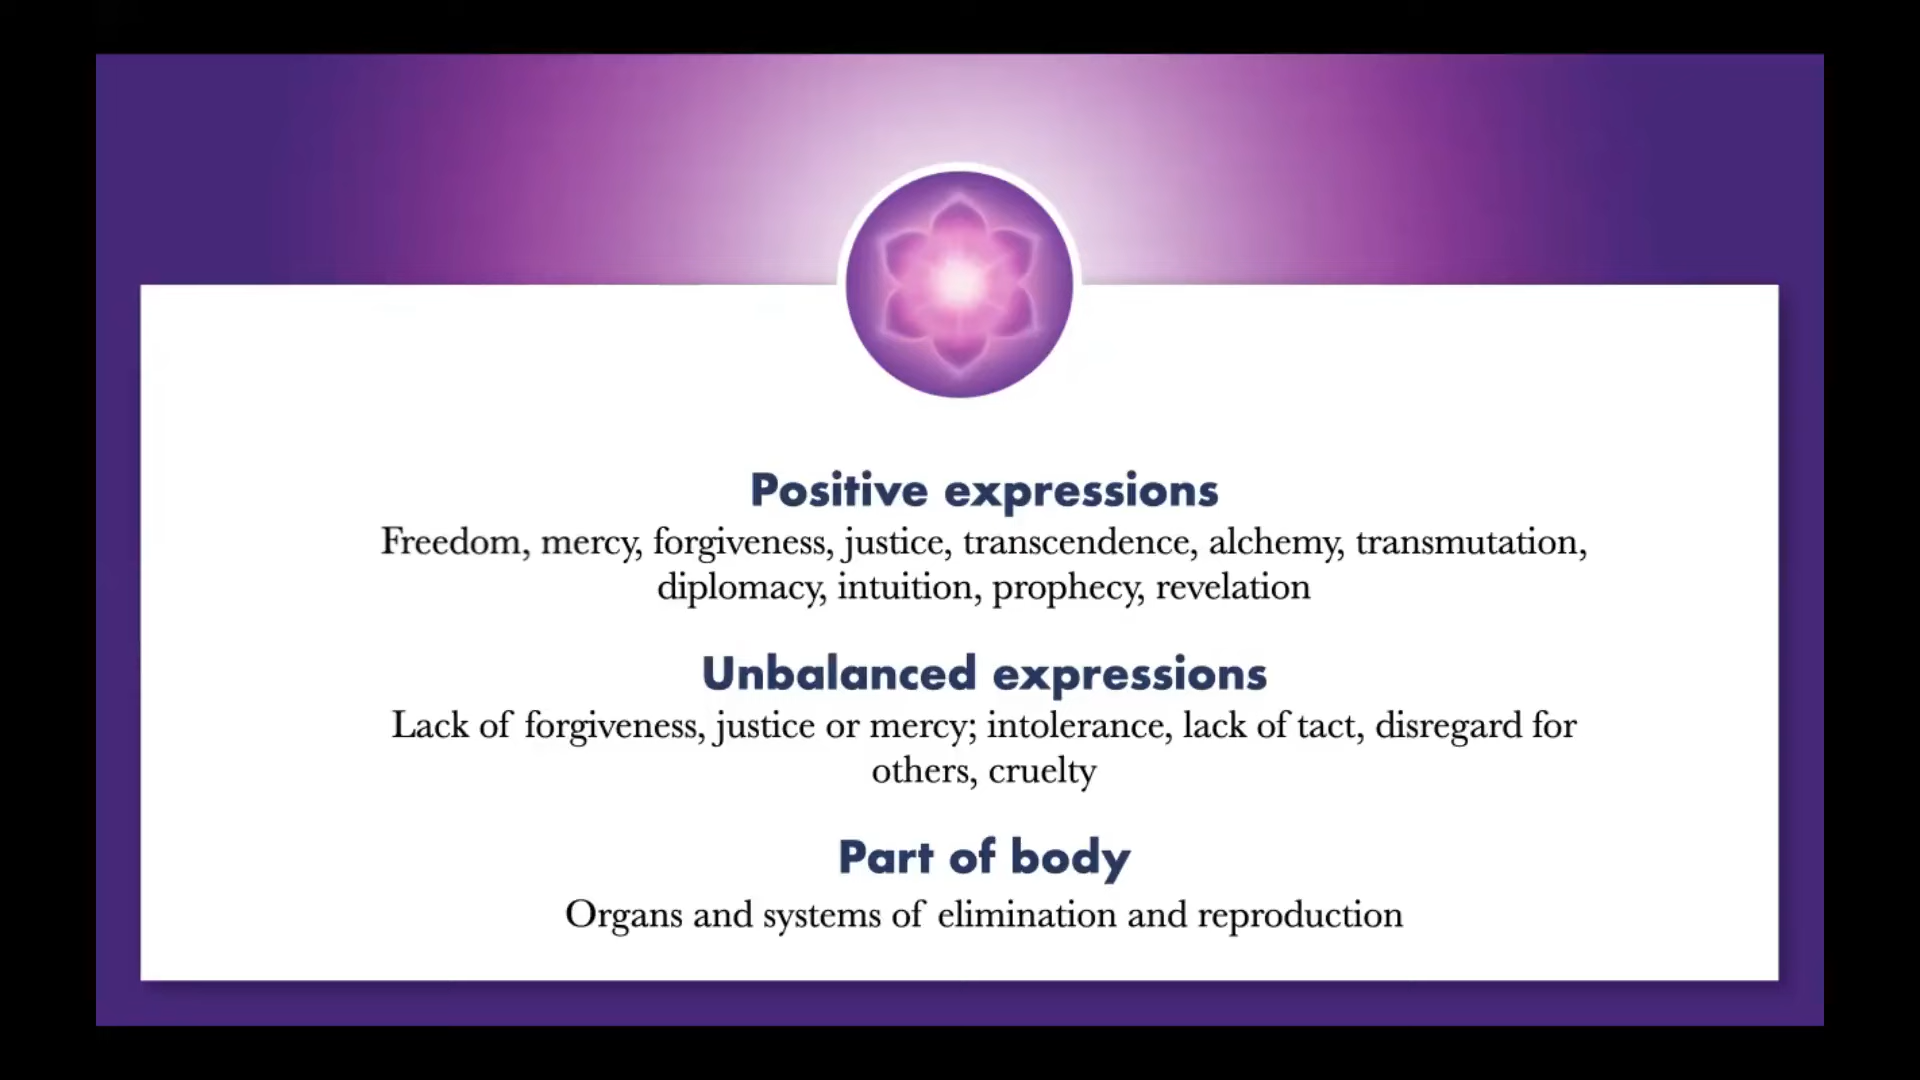 Positive expressions
Freedom, mercy, forgiveness, justice, transcendence, alchemy, transmutation,
diplomacy, intuition, prophecy, revelation
Unbalanced expressions
Lack of forgiveness, justice or mercy; intolerance, lack of tact, disregard for
others, cruelty
Part of body
Organs and systems of elimination and reproduction